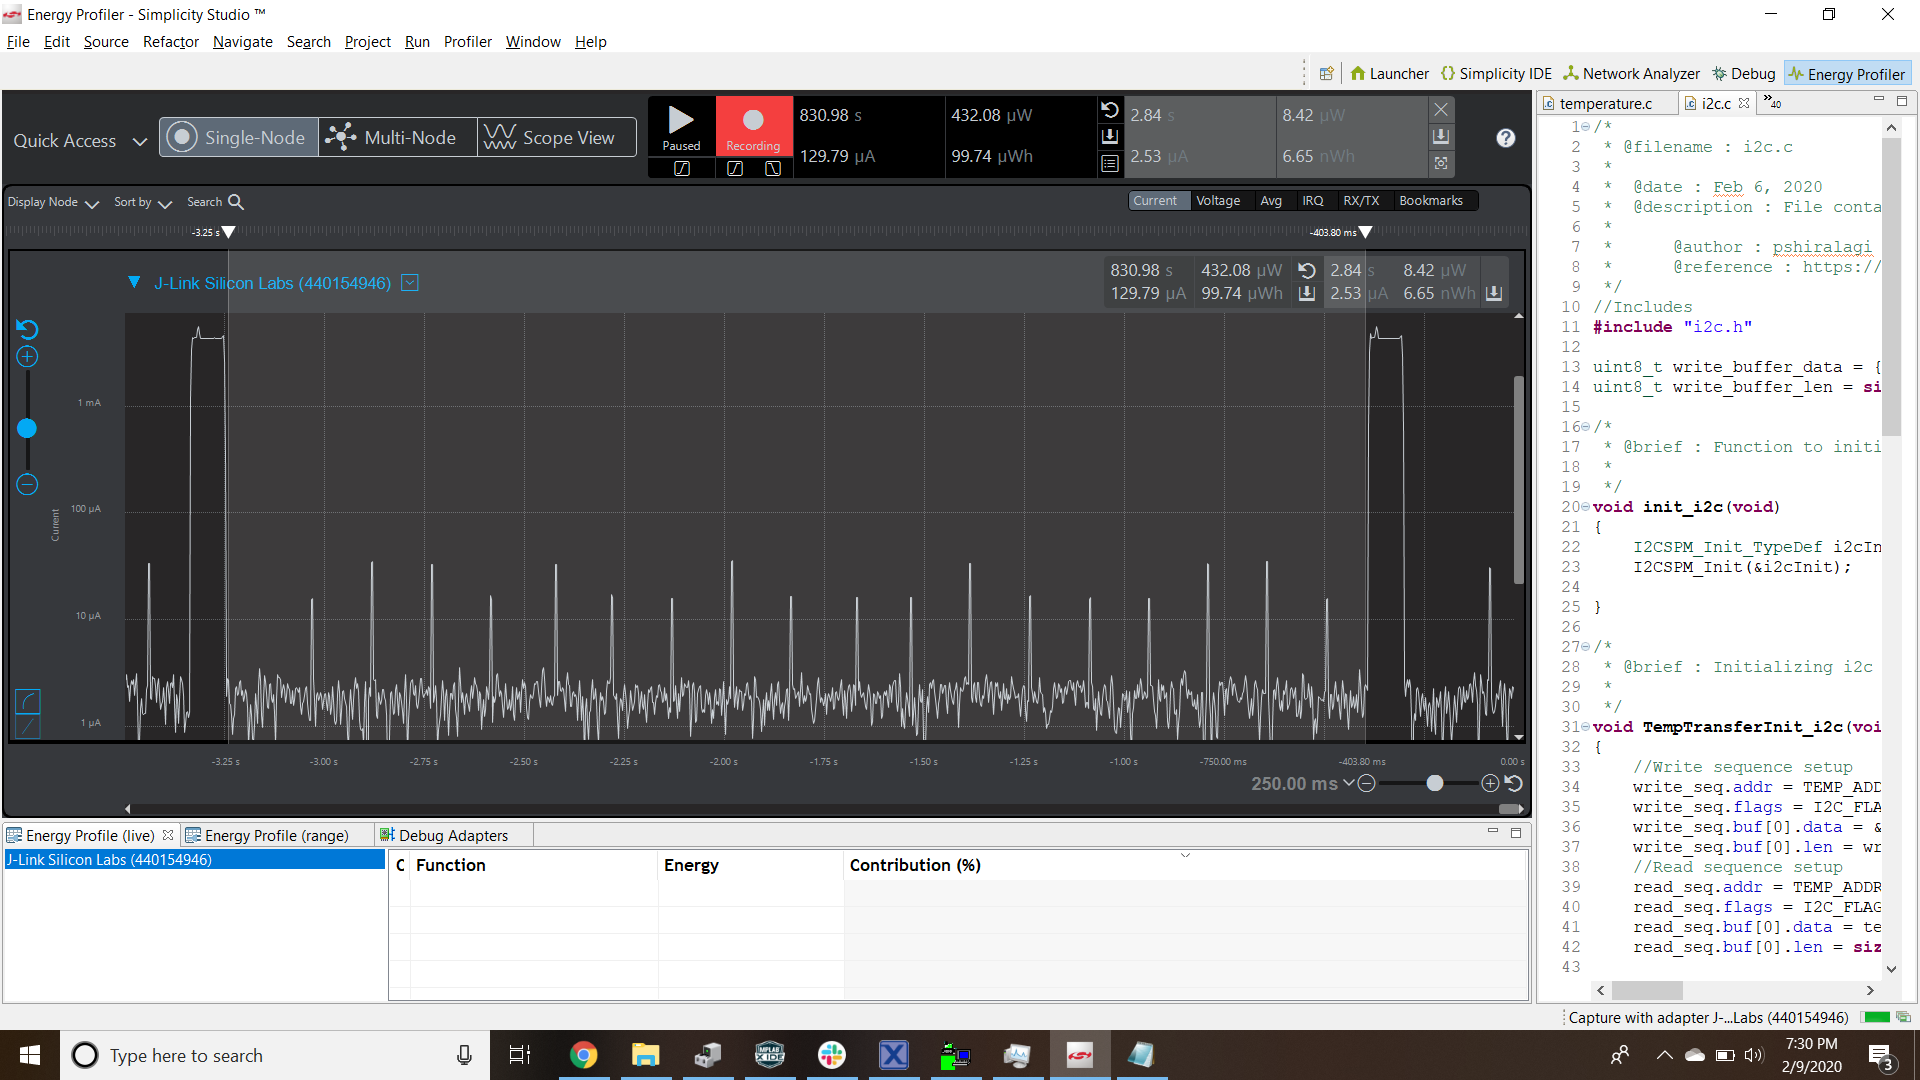 Energy Profiler - Simplicity Studio ™
File Edit Source Refactor Navigate Search Project Run Profiler Window Help
Launcher {} Simplicity IDE Network Analyzer Debug Energy Profiler
Quick Access Single-Node Multi-Node Scope View
Paused Recording
830.98 s 432.08 µW 2.84 s 8.42 µW
129.79 µA 99.74 µWh 2.53 µA 6.65 nWh
Display Node Sort by Search
Current Voltage Avg IRQ RX/TX Bookmarks
-3.25 s -403.80 ms
J-Link Silicon Labs (440154946)
830.98 s 432.08 µW 2.84 s 8.42 µW
129.79 µA 99.74 µWh 2.53 µA 6.65 nWh
1 mA
100 µA
Current
10 µA
1 µA
-3.25 s -3.00 s -2.75 s -2.50 s -2.25 s -2.00 s -1.75 s -1.50 s -1.25 s -1.00 s -750.00 ms -403.80 ms 0.00 s
250.00 ms
Energy Profile (live) Energy Profile (range) Debug Adapters
J-Link Silicon Labs (440154946)
C Function Energy Contribution (%)
temperature.c i2c.c »40
1 /*
2 * @filename : i2c.c
3 *
4 * @date : Feb 6, 2020
5 * @description : File conta
6 *
7 * @author : pshiralagi
8 * @reference : https://
9 */
10 //Includes
11 #include "i2c.h"
12
13 uint8_t write_buffer_data = {
14 uint8_t write_buffer_len = si
15
16 /*
17 * @brief : Function to initi
18 *
19 */
20 void init_i2c(void)
21 {
22 I2CSPM_Init_TypeDef i2cIn
23 I2CSPM_Init(&i2cInit);
24
25 }
26
27 /*
28 * @brief : Initializing i2c
29 *
30 */
31 void TempTransferInit_i2c(voi
32 {
33 //Write sequence setup
34 write_seq.addr = TEMP_ADD
35 write_seq.flags = I2C_FLA
36 write_seq.buf[0].data = &
37 write_seq.buf[0].len = wr
38 //Read sequence setup
39 read_seq.addr = TEMP_ADDR
40 read_seq.flags = I2C_FLAG
41 read_seq.buf[0].data = te
42 read_seq.buf[0].len = siz
43
Capture with adapter J-...Labs (440154946)
Type here to search
MPLAB
X IDE
7:30 PM
2/9/2020
3